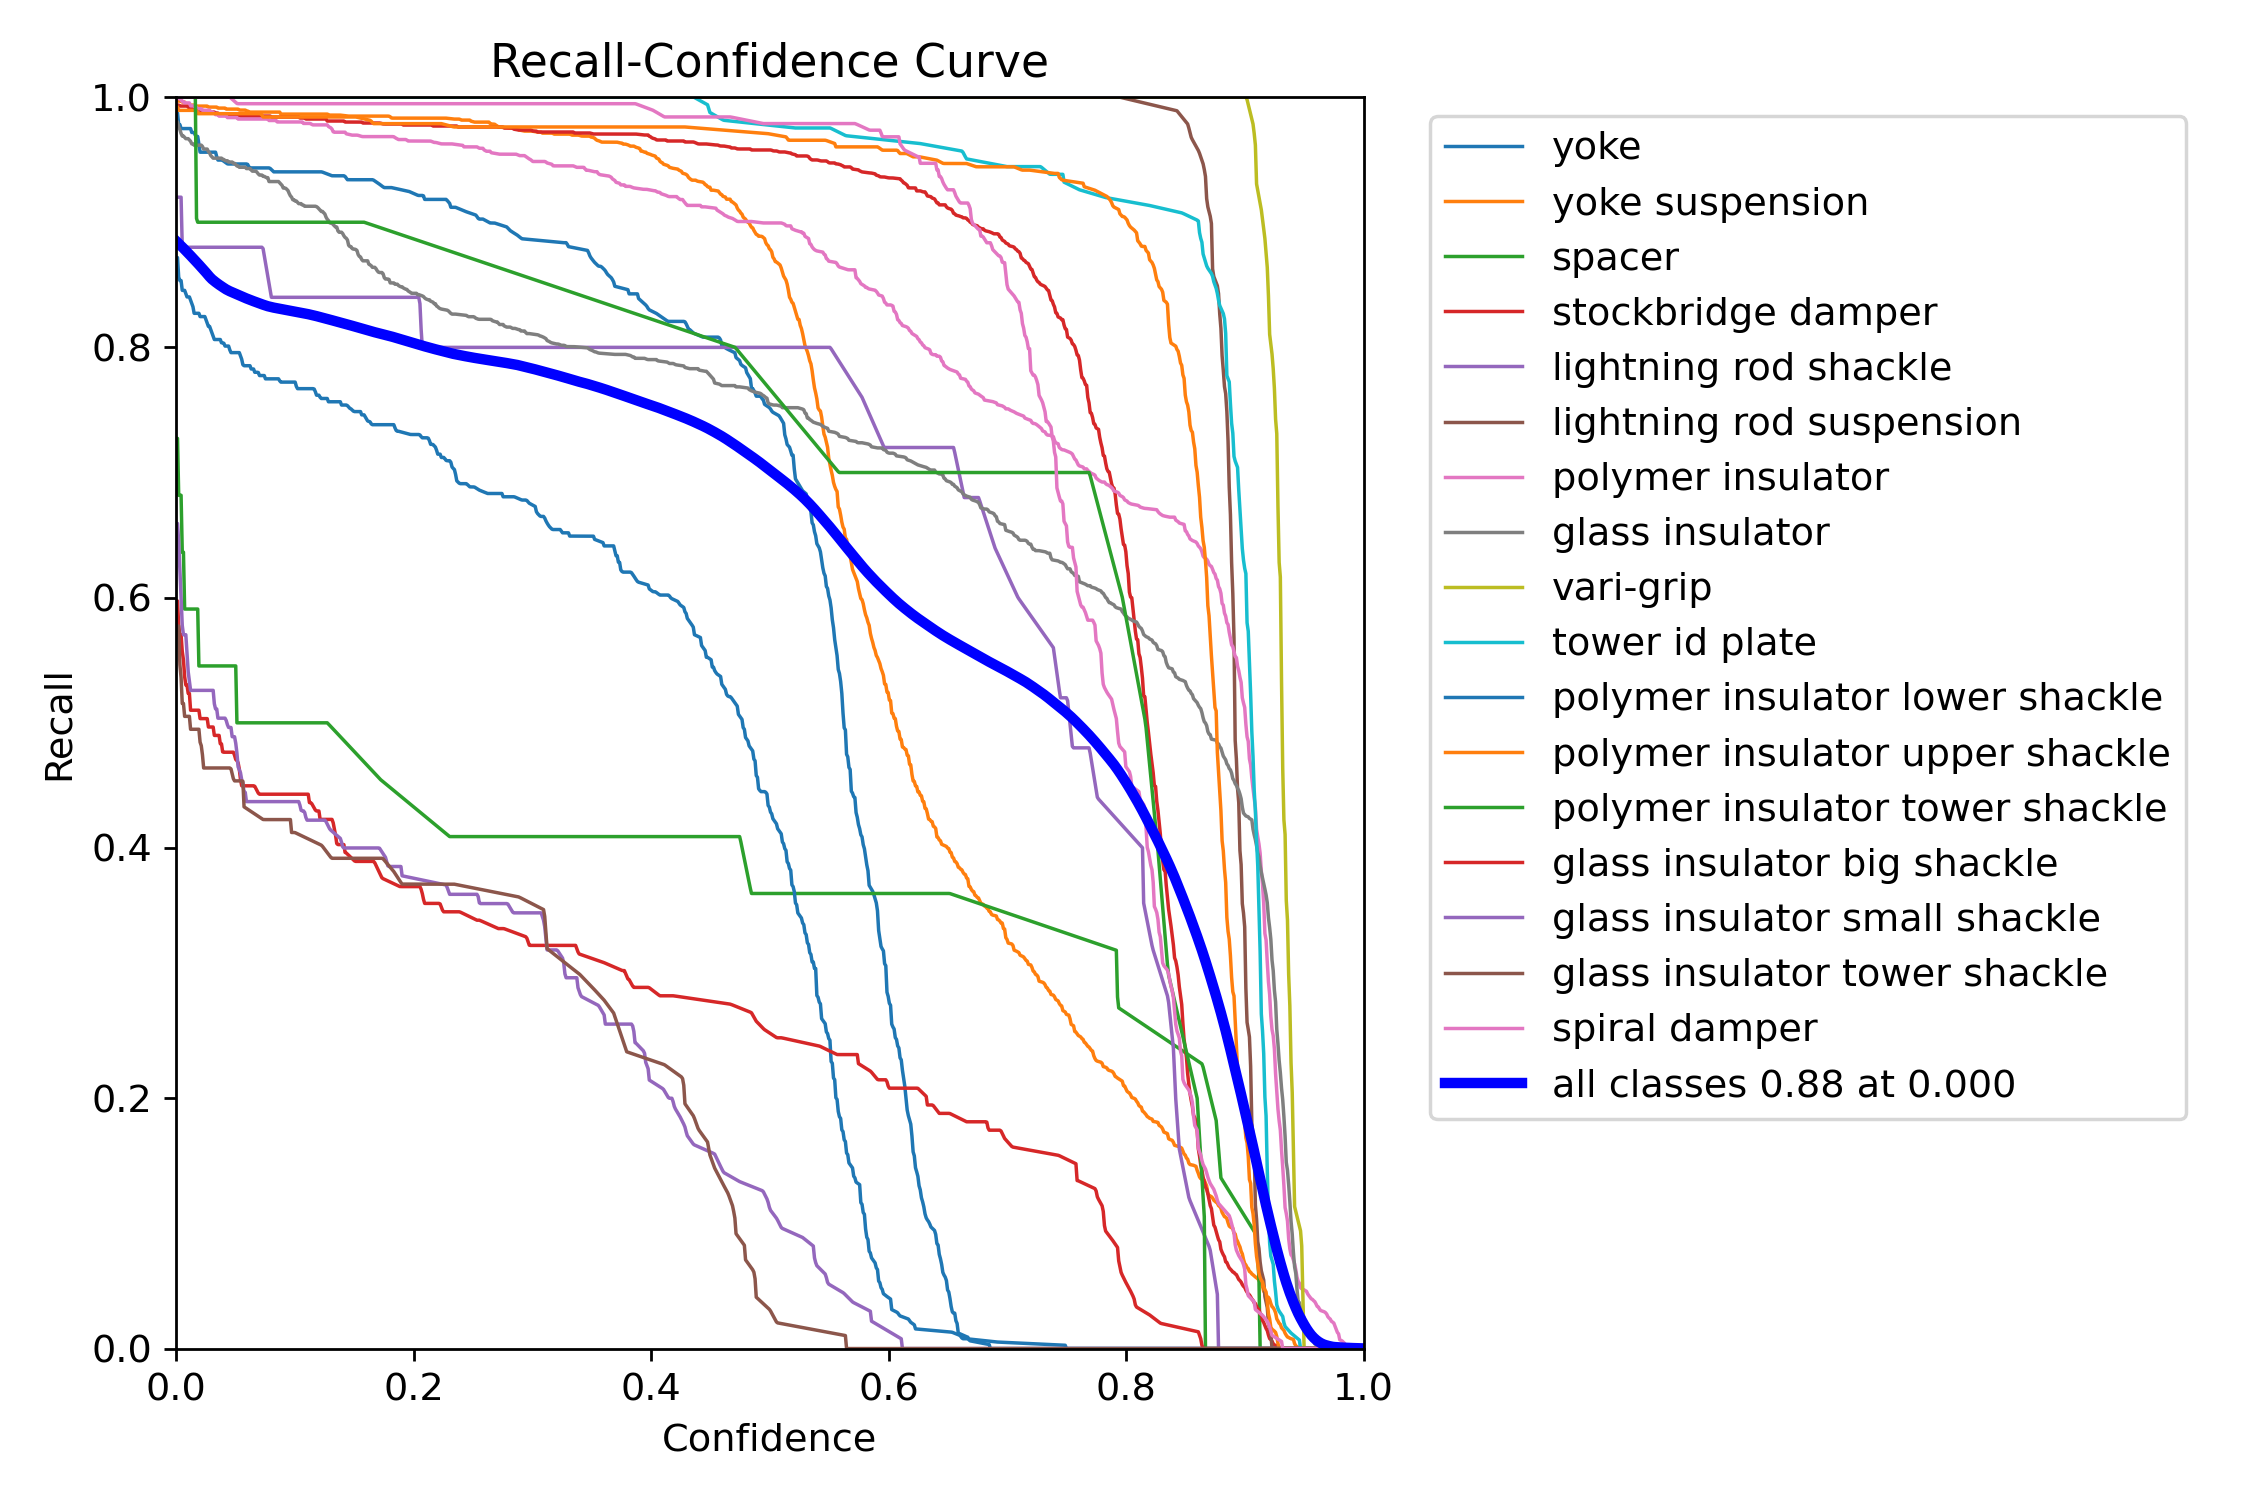 Recall-Confidence Curve
1.0
0.8
0.6
0.4
0.2
0.0
Recall
0.0 0.2 0.4 0.6 0.8 1.0
Confidence
yoke
yoke suspension
spacer
stockbridge damper
lightning rod shackle
lightning rod suspension
polymer insulator
glass insulator
vari-grip
tower id plate
polymer insulator lower shackle
polymer insulator upper shackle
polymer insulator tower shackle
glass insulator big shackle
glass insulator small shackle
glass insulator tower shackle
spiral damper
all classes 0.88 at 0.000